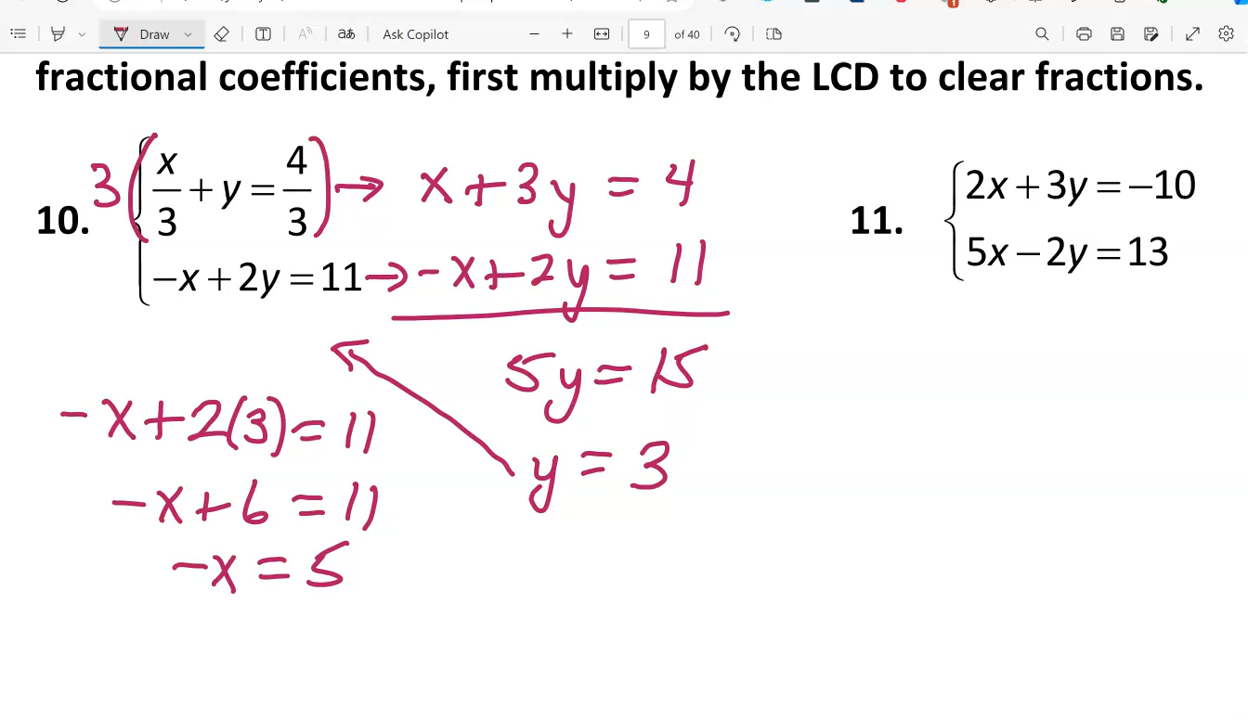 Draw aあ Ask Copilot 9 of 40
fractional coefficients, first multiply by the LCD to clear fractions.
10. 3 ( { x/3 + y = 4/3 ) → x + 3y = 4
−x + 2y = 11 → -x + 2y = 11
5y = 15
y = 3
-x + 2(3) = 11
-x + 6 = 11
-x = 5
11. { 2x + 3y = −10
5x − 2y = 13